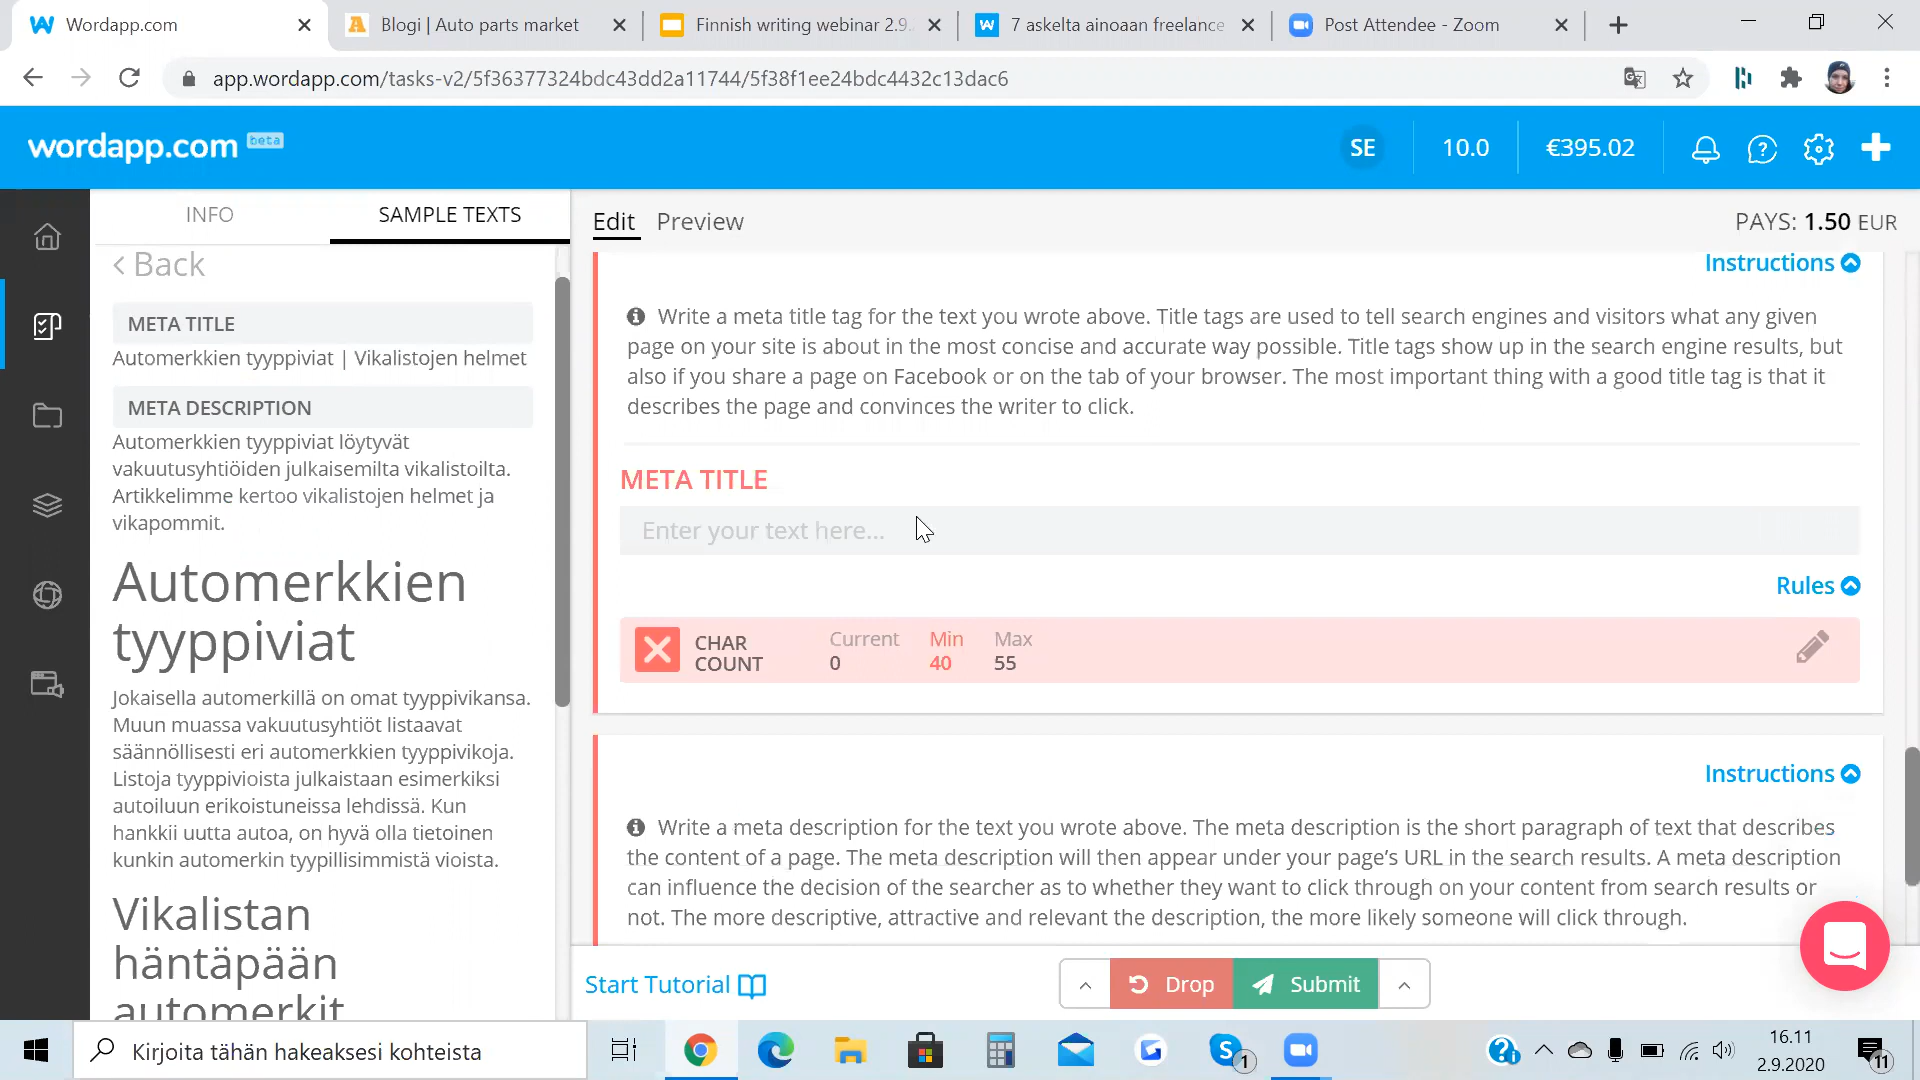 Wordapp.com
Blogi | Auto parts market
Finnish writing webinar 2.9.
7 askelta ainoaan freelance
Post Attendee - Zoom
app.wordapp.com/tasks-v2/5f36377324bdc43dd2a11744/5f38f1ee24bdc4432c13dac6
wordapp.com beta
SE
10.0
€395.02
INFO
SAMPLE TEXTS
Back
META TITLE
Automerkkien tyyppiviat | Vikalistojen helmet
META DESCRIPTION
Automerkkien tyyppiviat löytyvät
vakuutusyhtiöiden julkaisemilta vikalistoilta.
Artikkelimme kertoo vikalistojen helmet ja
vikapommit.
Automerkkien
tyyppiviat
Jokaisella automerkillä on omat tyyppivikansa.
Muun muassa vakuutusyhtiöt listaavat
säännöllisesti eri automerkkien tyyppivikoja.
Listoja tyyppivioista julkaistaan esimerkiksi
autoiluun erikoistuneissa lehdissä. Kun
hankkii uutta autoa, on hyvä olla tietoinen
kunkin automerkin tyypillisimmistä vioista.
Vikalistan
häntäpään
automerkit
Edit
Preview
PAYS: 1.50 EUR
Instructions
Write a meta title tag for the text you wrote above. Title tags are used to tell search engines and visitors what any given
page on your site is about in the most concise and accurate way possible. Title tags show up in the search engine results, but
also if you share a page on Facebook or on the tab of your browser. The most important thing with a good title tag is that it
describes the page and convinces the writer to click.
META TITLE
Enter your text here...
Rules
CHAR
COUNT
Current
0
Min
40
Max
55
Instructions
Write a meta description for the text you wrote above. The meta description is the short paragraph of text that describes
the content of a page. The meta description will then appear under your page's URL in the search results. A meta description
can influence the decision of the searcher as to whether they want to click through on your content from search results or
not. The more descriptive, attractive and relevant the description, the more likely someone will click through.
Start Tutorial
Drop
Submit
Kirjoita tähän hakeaksesi kohteista
1
16.11
2.9.2020
11